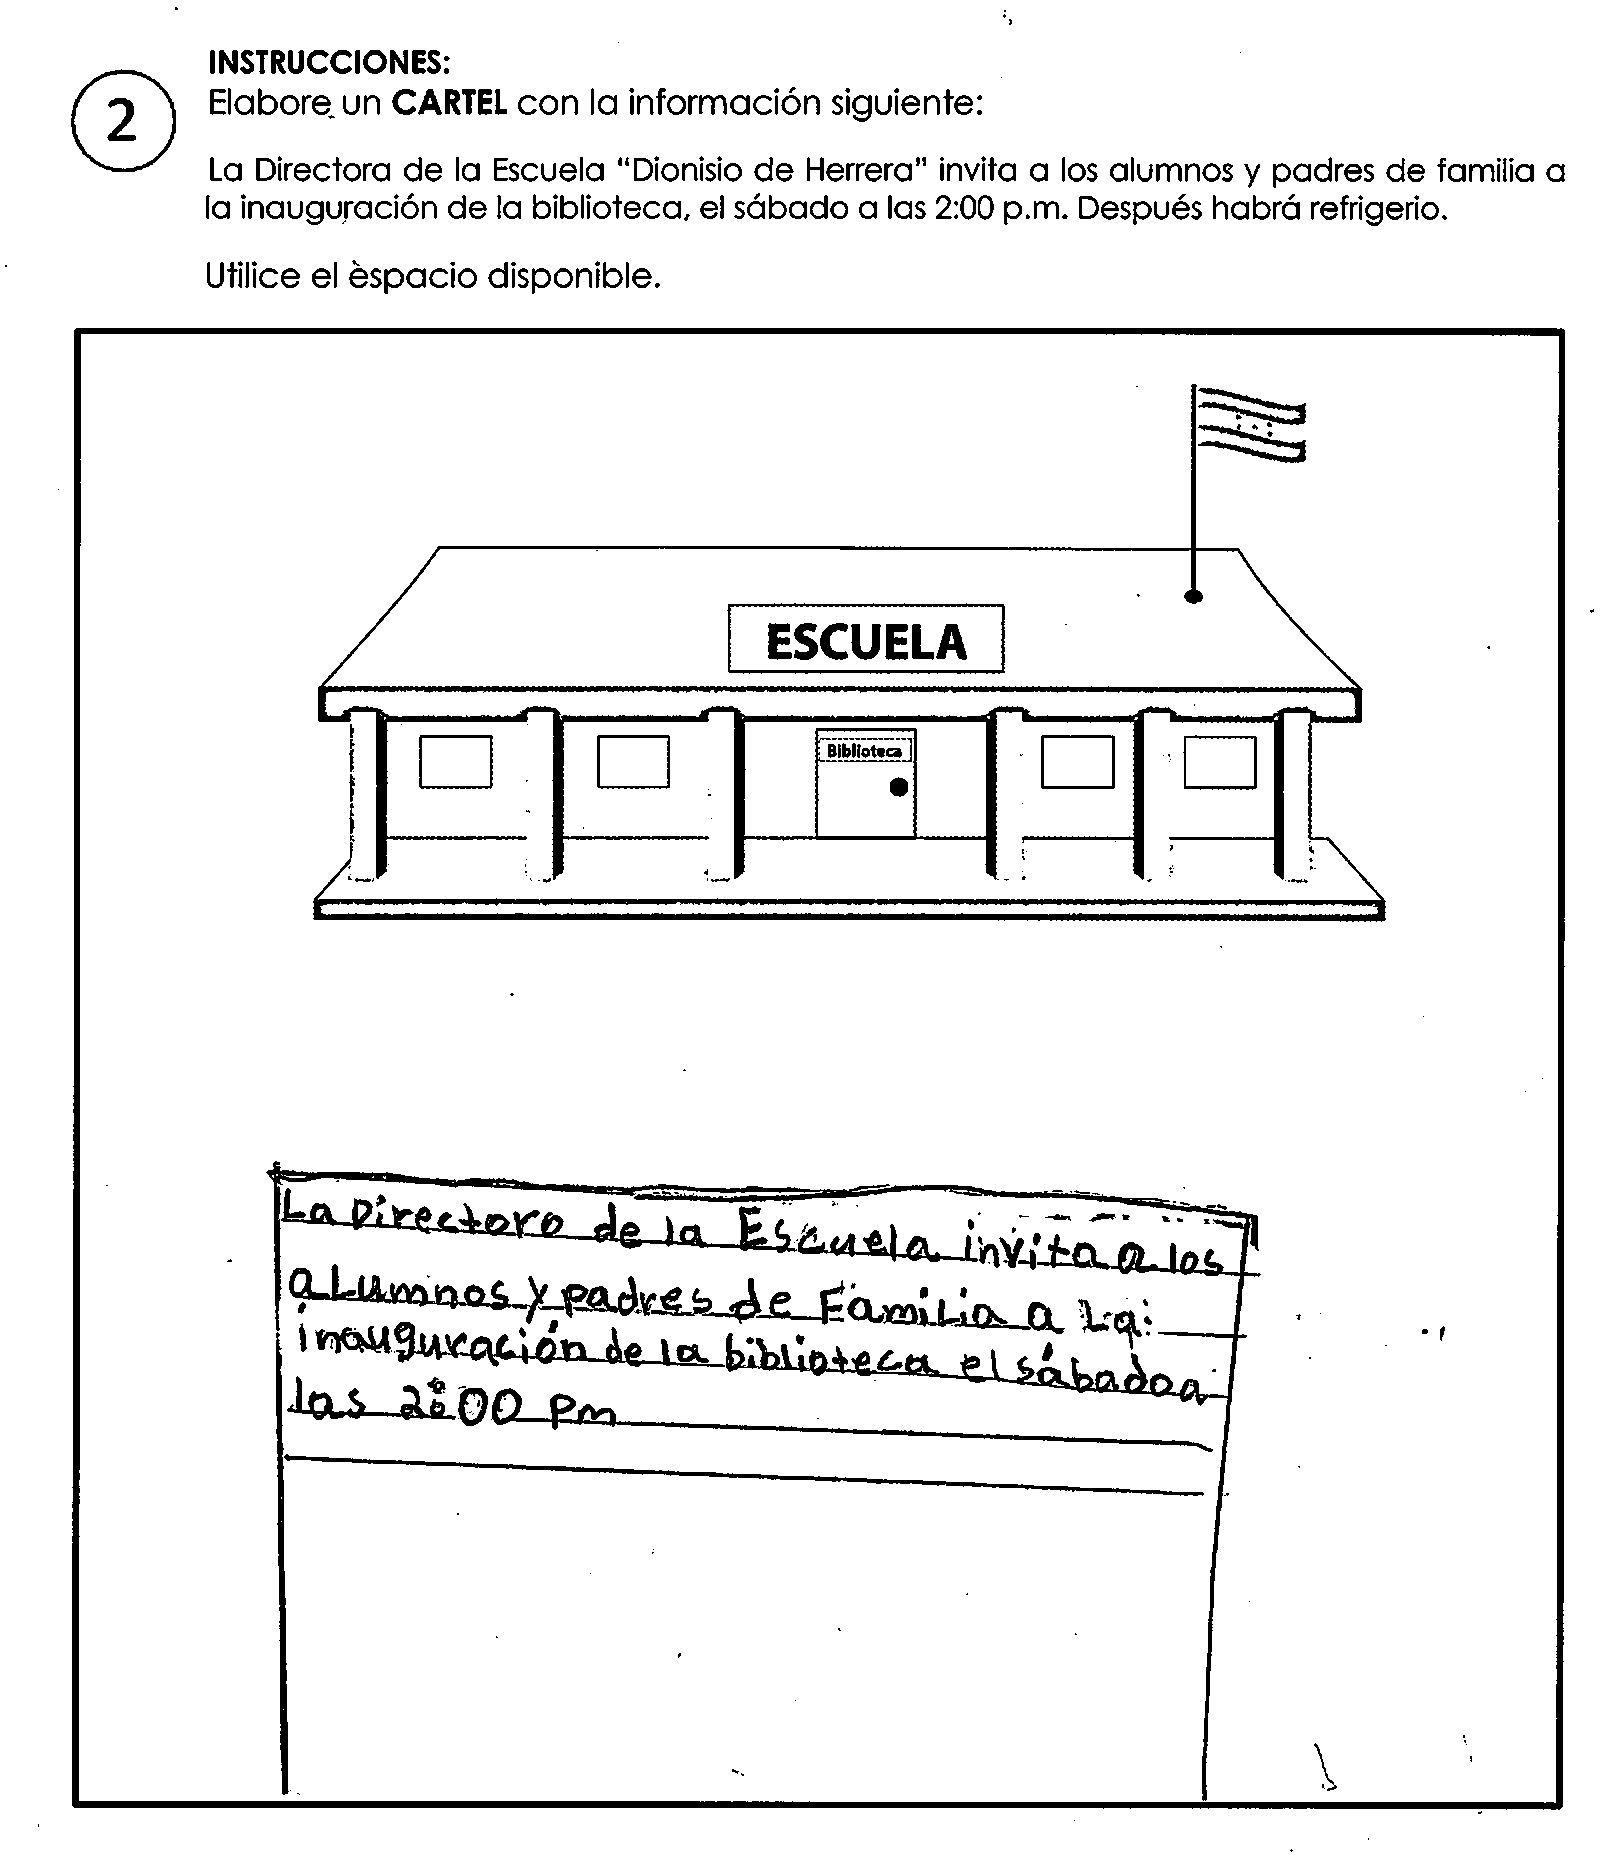 INSTRUCCIONES:
2
Elabore un CARTEL con la información siguiente:
La Directora de la Escuela “Dionisio de Herrera” invita a los alumnos y padres de familia a
la inauguración de la biblioteca, el sábado a las 2:00 p.m. Después habrá refrigerio.
Utilice el espacio disponible.
ESCUELA
Biblioteca
La Directoro de la Escuela invita a los
alumnos y padres de Familia a La:
inauguración de la biblioteca el sábado a
las 2:00 pm